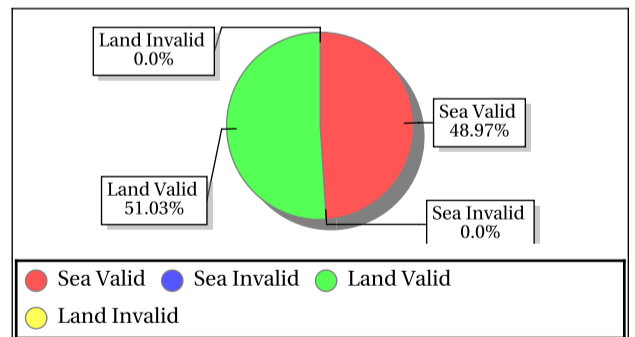 Land Invalid
0.0%
Sea Valid
48.97%
Land Valid
51.03%
Sea Invalid
0.0%
Sea Valid Sea Invalid Land Valid
Land Invalid